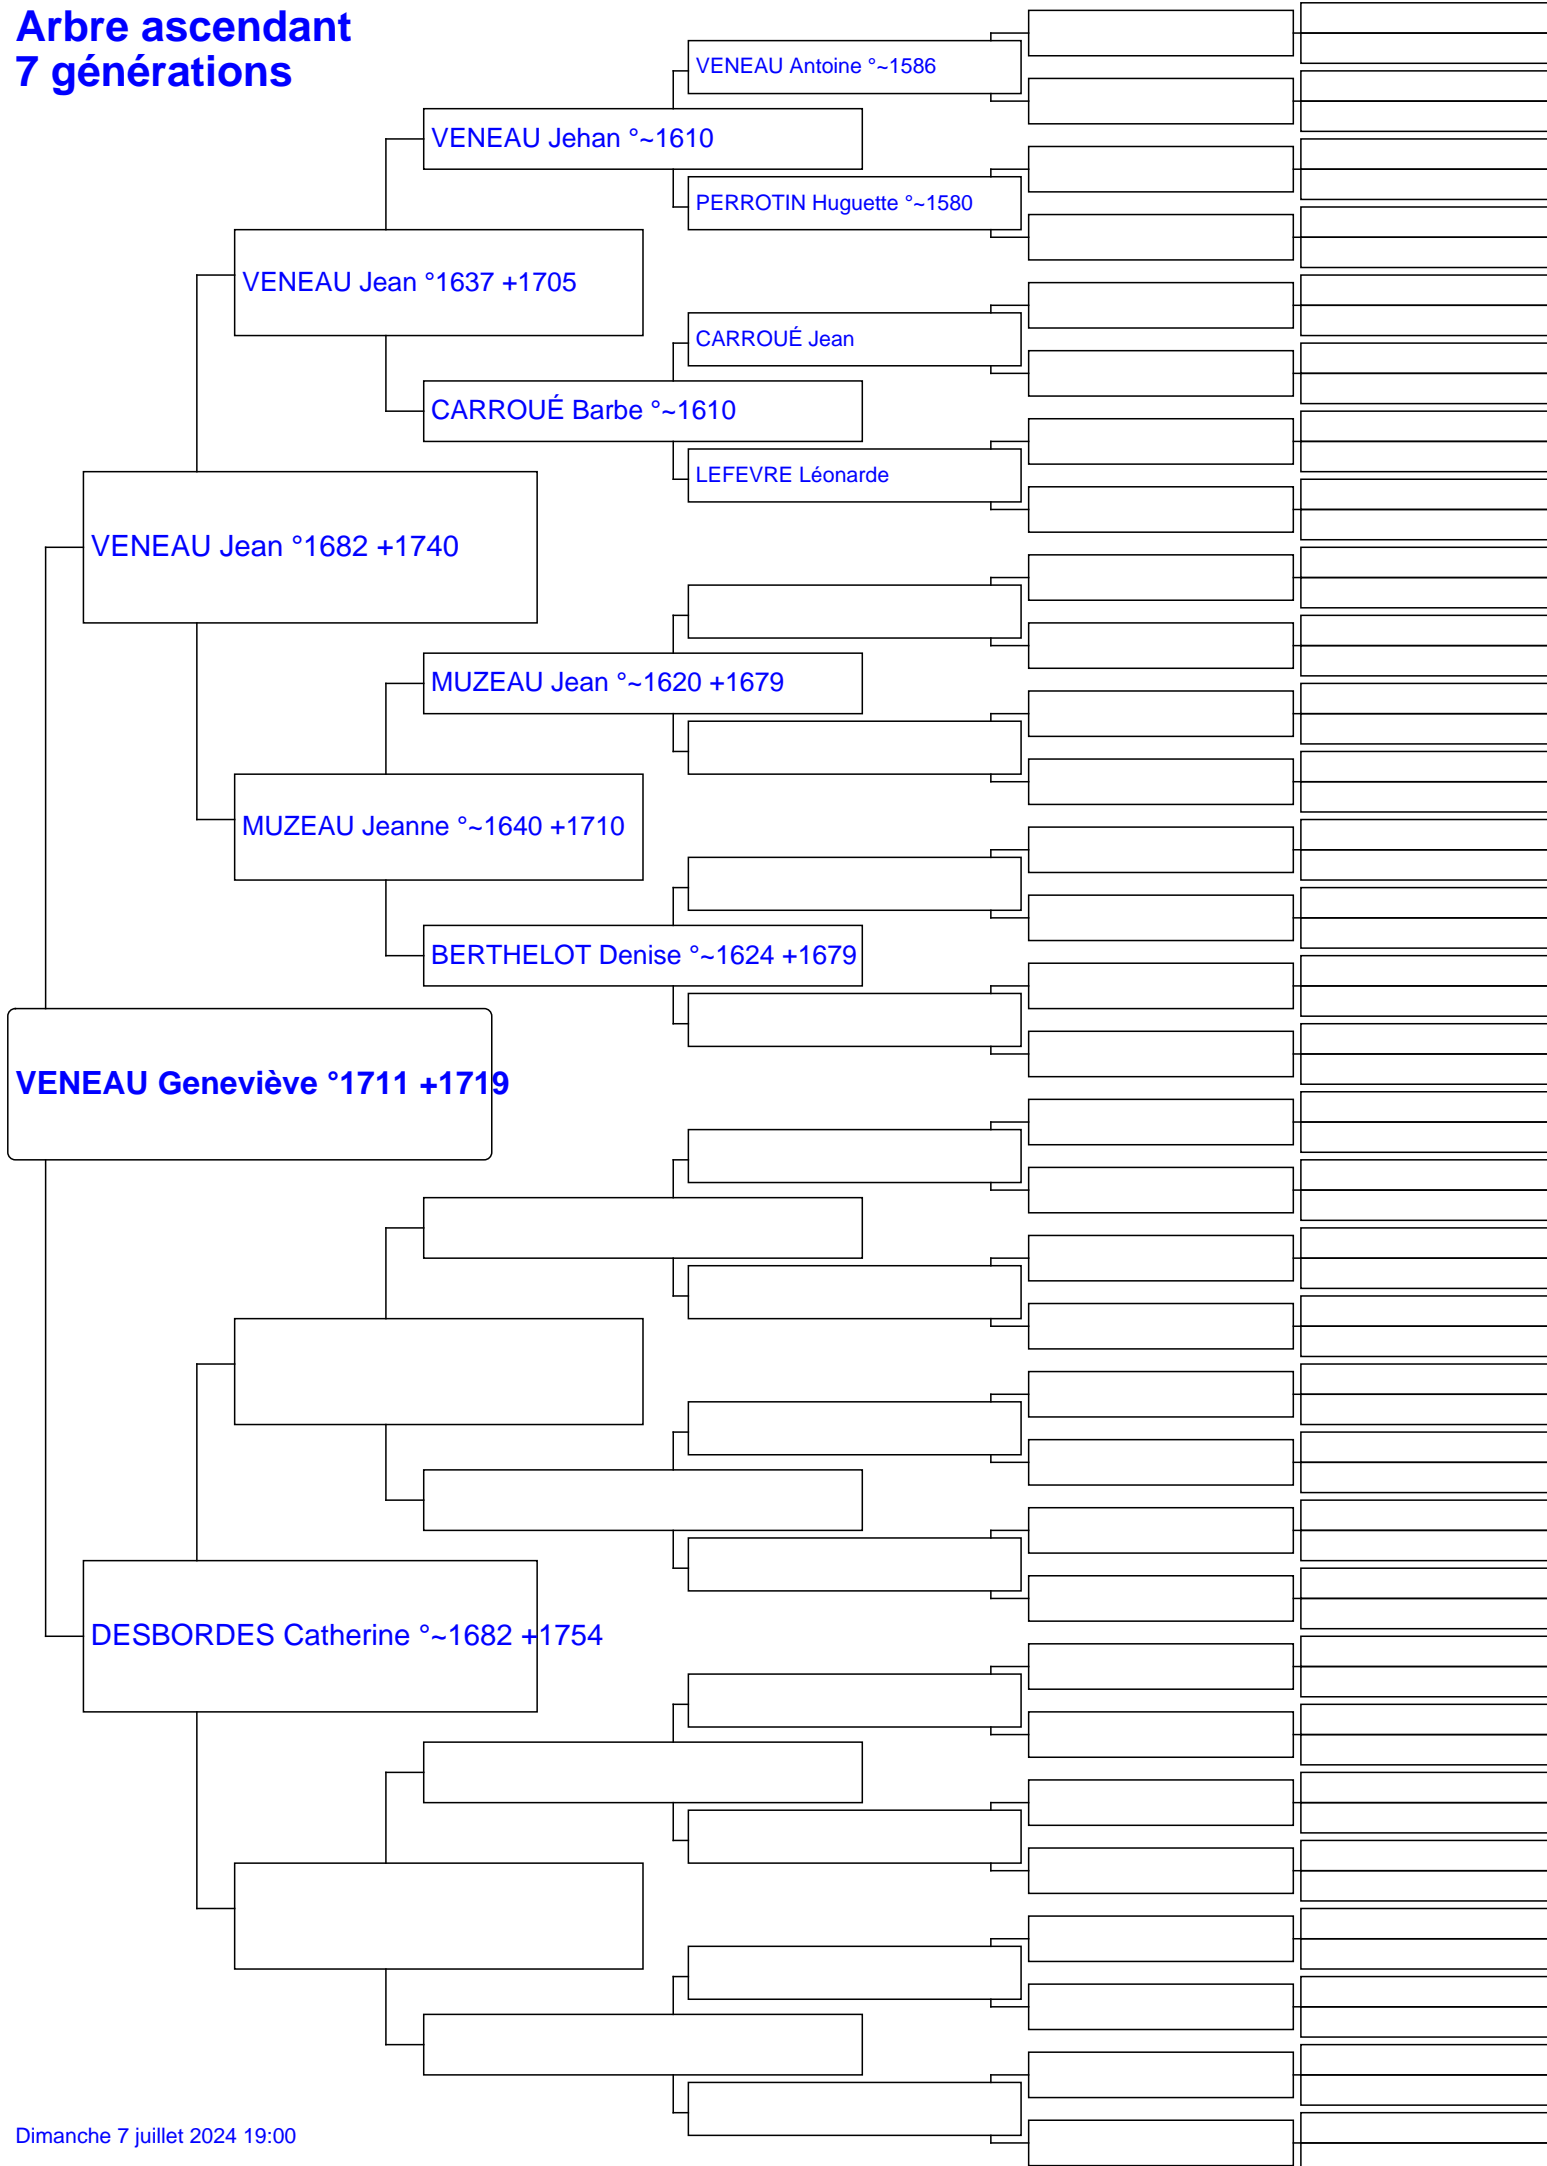 Arbre ascendant
7 générations
VENEAU Antoine °~1586
VENEAU Jehan °~1610
PERROTIN Huguette °~1580
VENEAU Jean °1637 +1705
CARROUÉ Jean
CARROUÉ Barbe °~1610
LEFEVRE Léonarde
VENEAU Jean °1682 +1740
MUZEAU Jean °~1620 +1679
MUZEAU Jeanne °~1640 +1710
BERTHELOT Denise °~1624 +1679
VENEAU Geneviève °1711 +1719
DESBORDES Catherine °~1682 +1754
Dimanche 7 juillet 2024 19:00